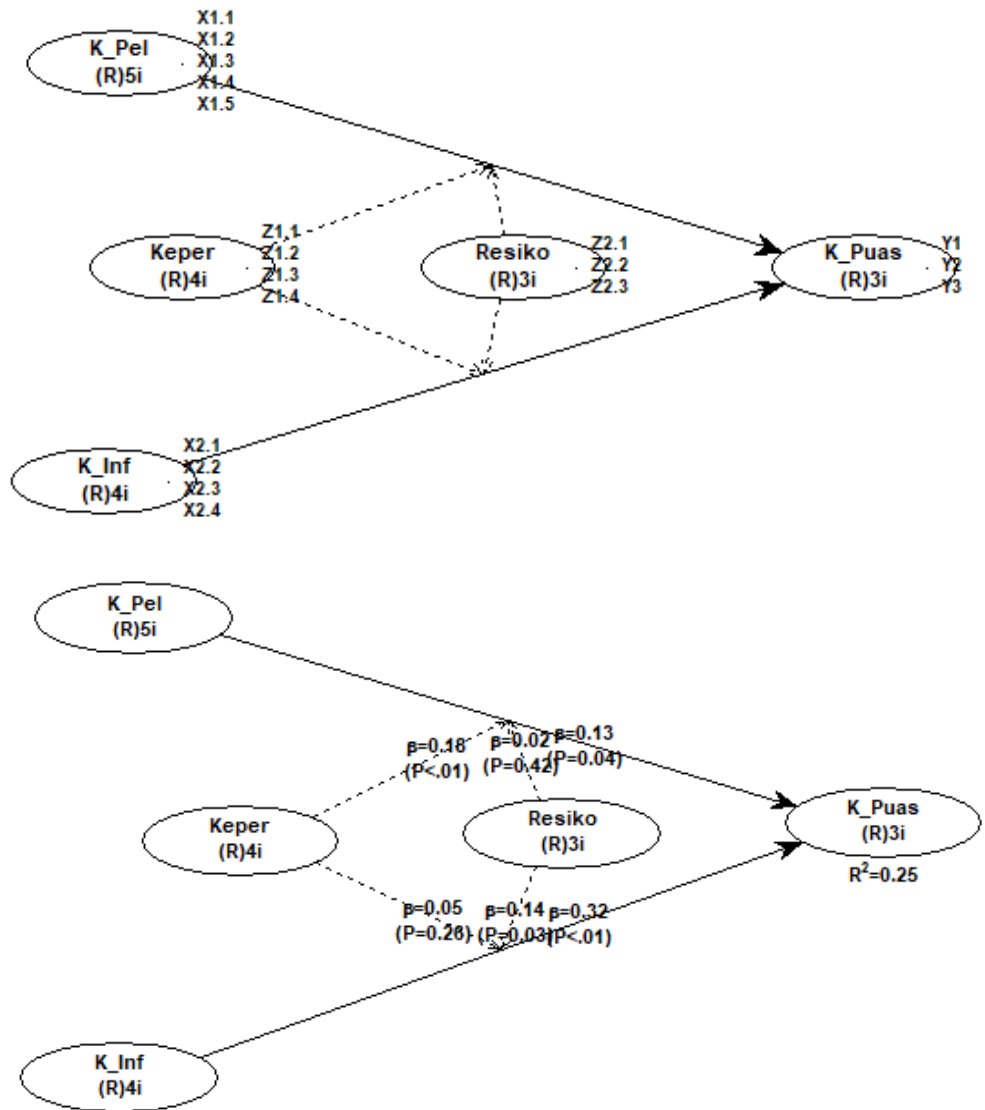 K_Pel
(R)5i
X1.1
X1.2
X1.3
X1.4
X1.5
Keper
(R)4i
Z1.1
Z1.2
Z1.3
Z1.4
Resiko
(R)3i
Z2.1
Z2.2
Z2.3
K_Puas
(R)3i
Y1
Y2
Y3
K_Inf
(R)4i
X2.1
X2.2
X2.3
X2.4
K_Pel
(R)5i
β=0.18
(P<.01)
β=0.02
(P=0.42)
β=0.13
(P=0.04)
Keper
(R)4i
Resiko
(R)3i
K_Puas
(R)3i
R²=0.25
β=0.05
(P=0.26)
β=0.14
(P=0.03)
β=0.32
(P<.01)
K_Inf
(R)4i